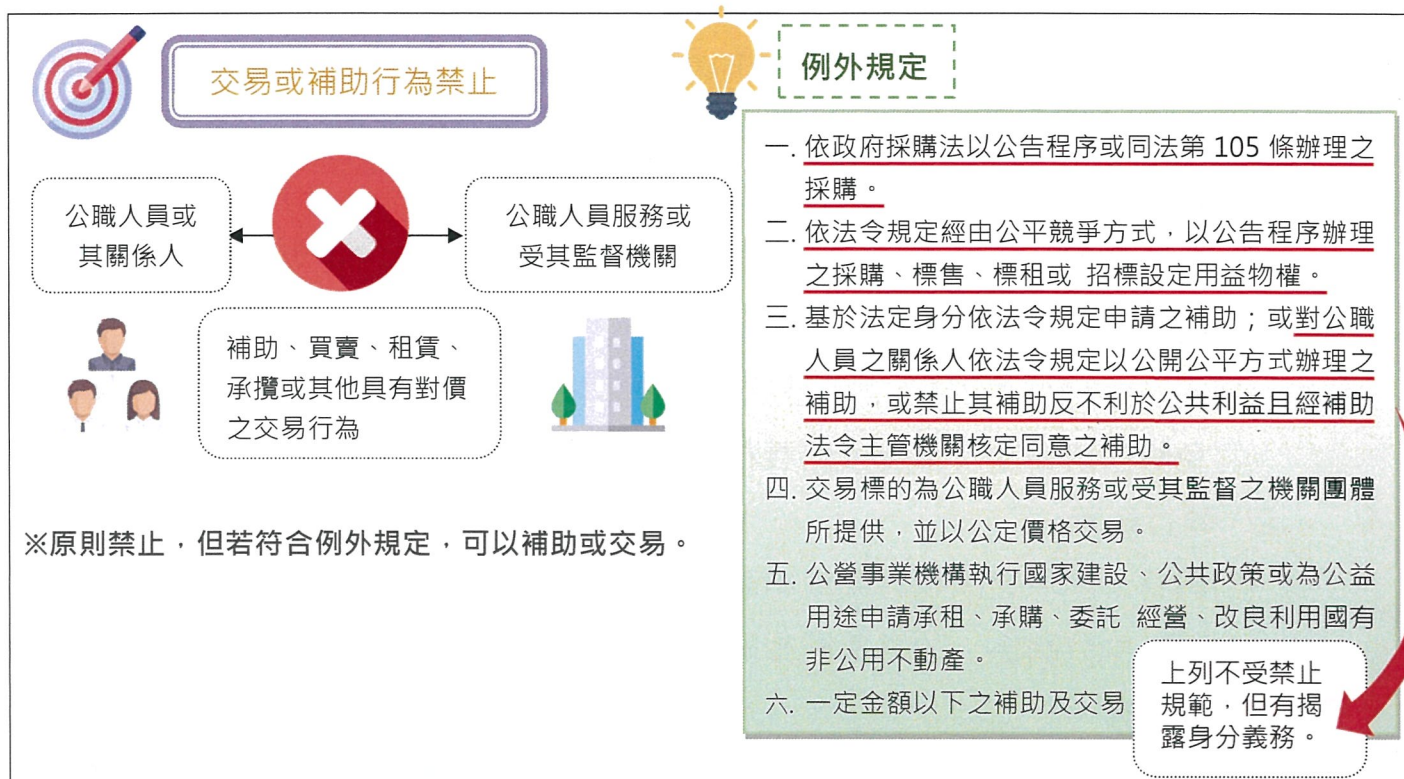 交易或補助行為禁止
公職人員或
其關係人
公職人員服務或
受其監督機關
補助、買賣、租賃、
承攬或其他具有對價
之交易行為
※原則禁止，但若符合例外規定，可以補助或交易。
例外規定
一. 依政府採購法以公告程序或同法第 105 條辦理之
採購。
二. 依法令規定經由公平競爭方式，以公告程序辦理
之採購、標售、標租或 招標設定用益物權。
三. 基於法定身分依法令規定申請之補助；或對公職
人員之關係人依法令規定以公開公平方式辦理之
補助，或禁止其補助反不利於公共利益且經補助
法令主管機關核定同意之補助。
四. 交易標的為公職人員服務或受其監督之機關團體
所提供，並以公定價格交易。
五. 公營事業機構執行國家建設、公共政策或為公益
用途申請承租、承購、委託 經營、改良利用國有
非公用不動產。
六. 一定金額以下之補助及交易
上列不受禁止
規範，但有揭
露身分義務。